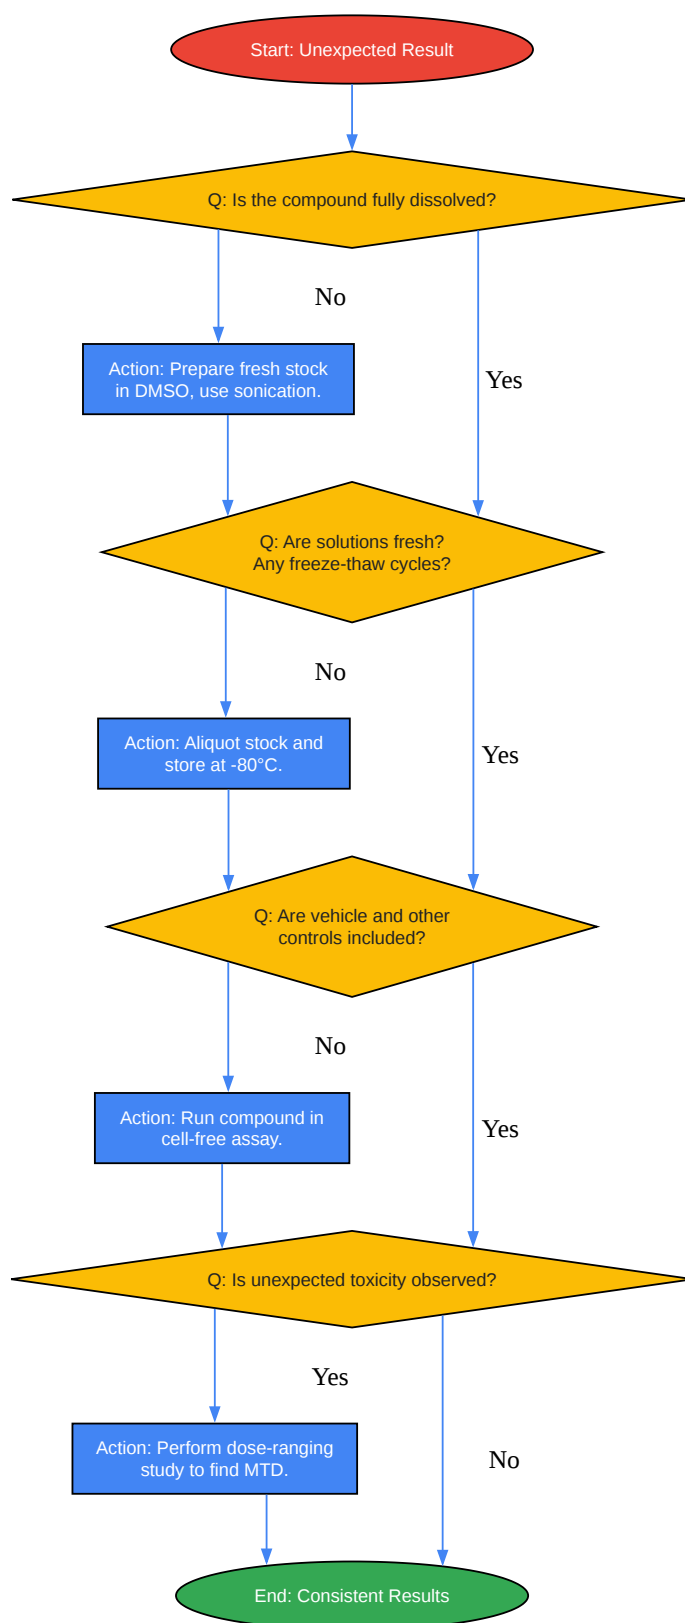 Start: Unexpected Result
Q: Is the compound fully dissolved?
No
Action: Prepare fresh stock
in DMSO, use sonication.
Yes
Q: Are solutions fresh?
Any freeze-thaw cycles?
No
Action: Aliquot stock and
store at -80°C.
Yes
Q: Are vehicle and other
controls included?
No
Action: Run compound in
cell-free assay.
Yes
Q: Is unexpected toxicity observed?
Yes
Action: Perform dose-ranging
study to find MTD.
No
End: Consistent Results